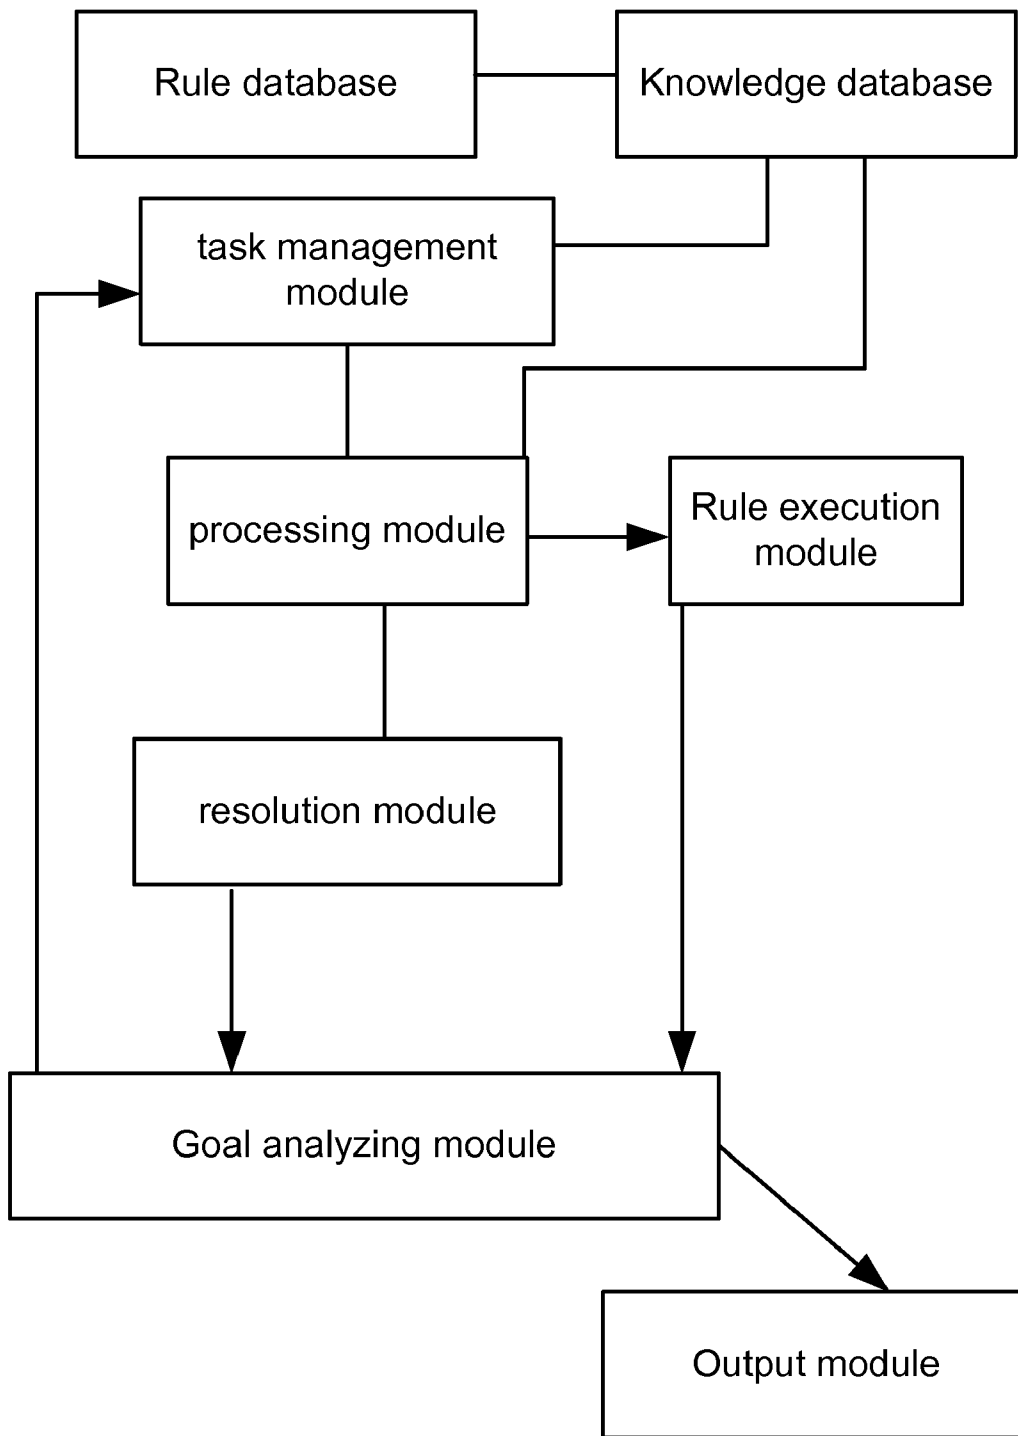 Rule database
Knowledge database
task management
module
processing module
Rule execution
module
resolution module
Goal analyzing module
Output module